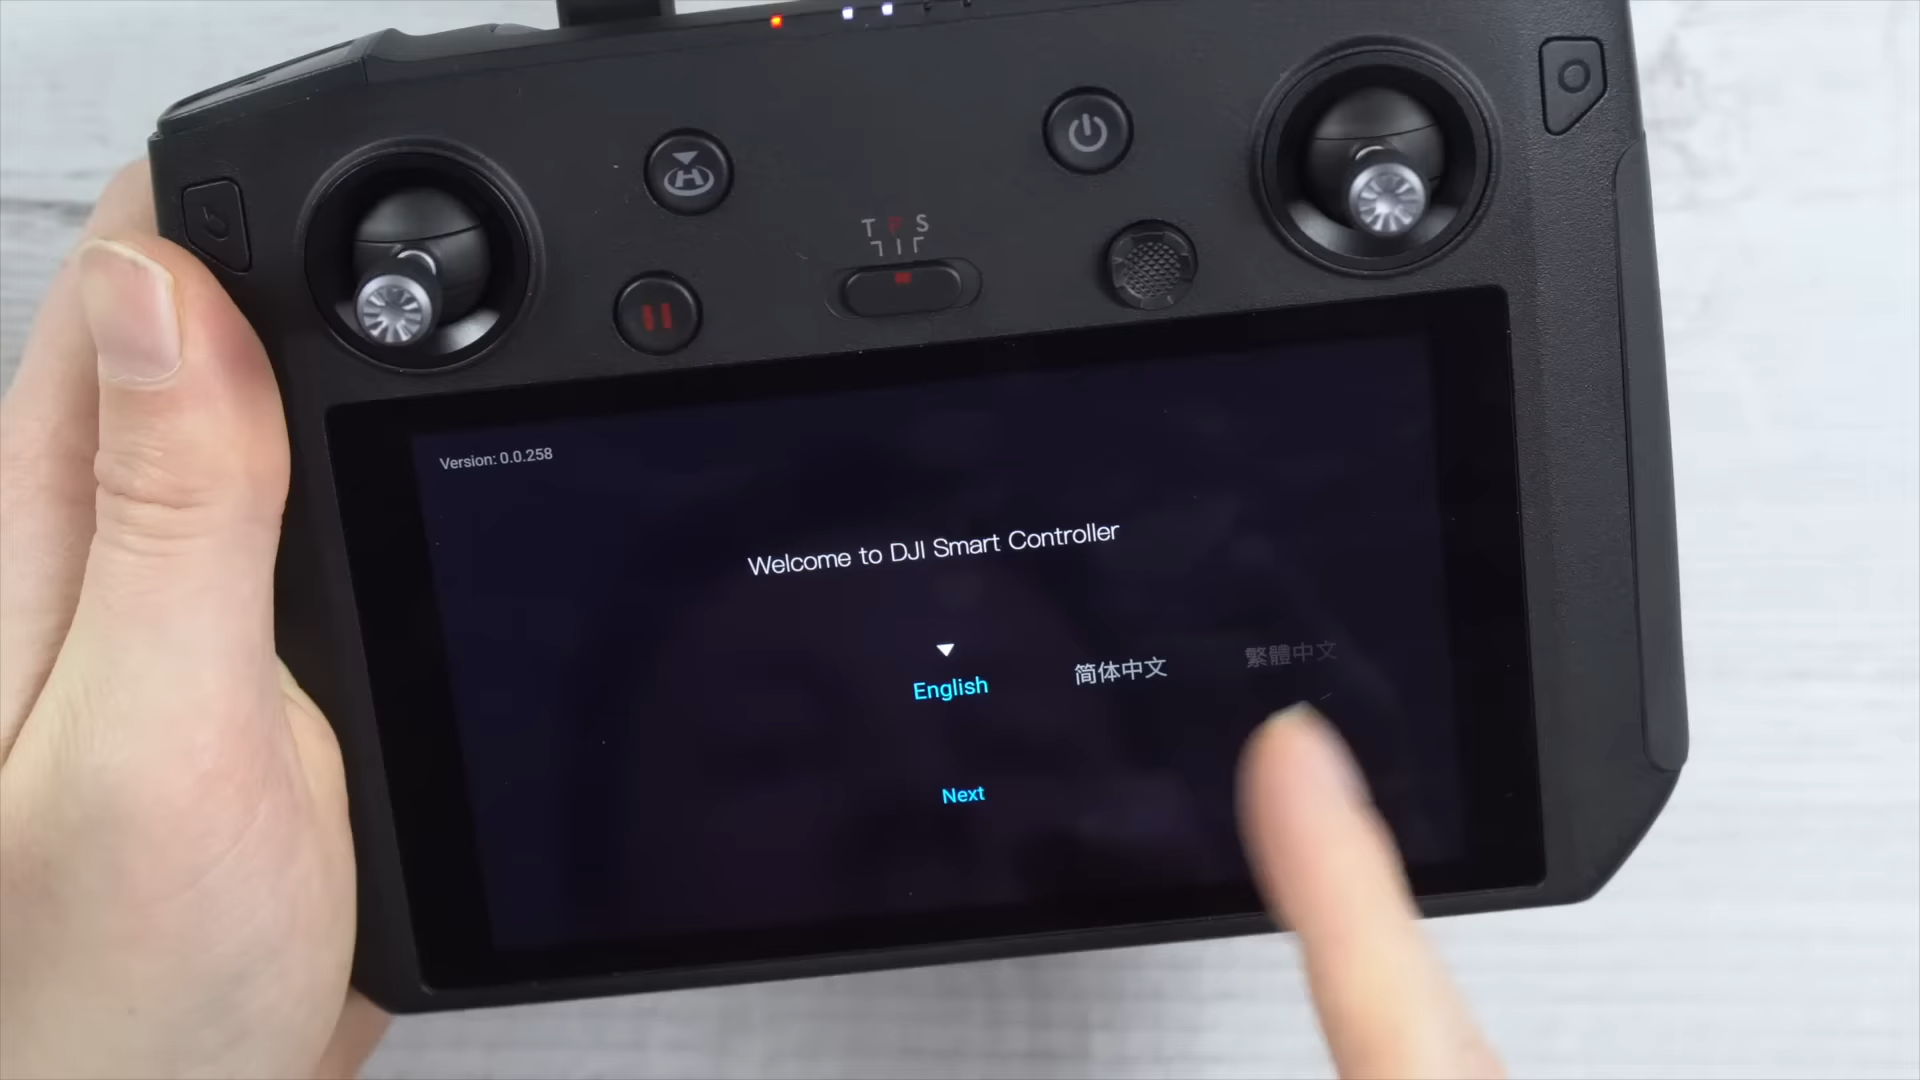 T P S
Version: 0.0.258
Welcome to DJI Smart Controller
English 简体中文 繁體中文
Next